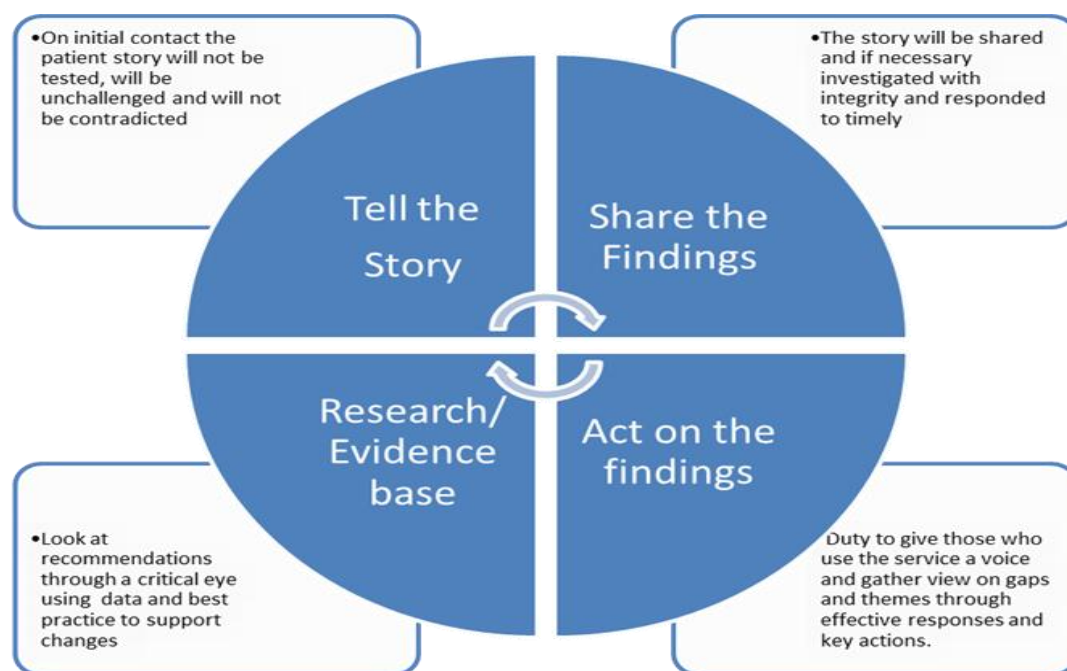 •On initial contact the
patient story will not be
tested, will be
unchallenged and will not
be contradicted
•The story will be shared
and if necessary
investigated with
integrity and responded
to timely
Tell the
Story
Share the
Findings
Research/
Evidence
base
Act on the
findings
•Look at
recommendations
through a critical eye
using data and best
practice to support
changes
Duty to give those who
use the service a voice
and gather view on gaps
and themes through
effective responses and
key actions.